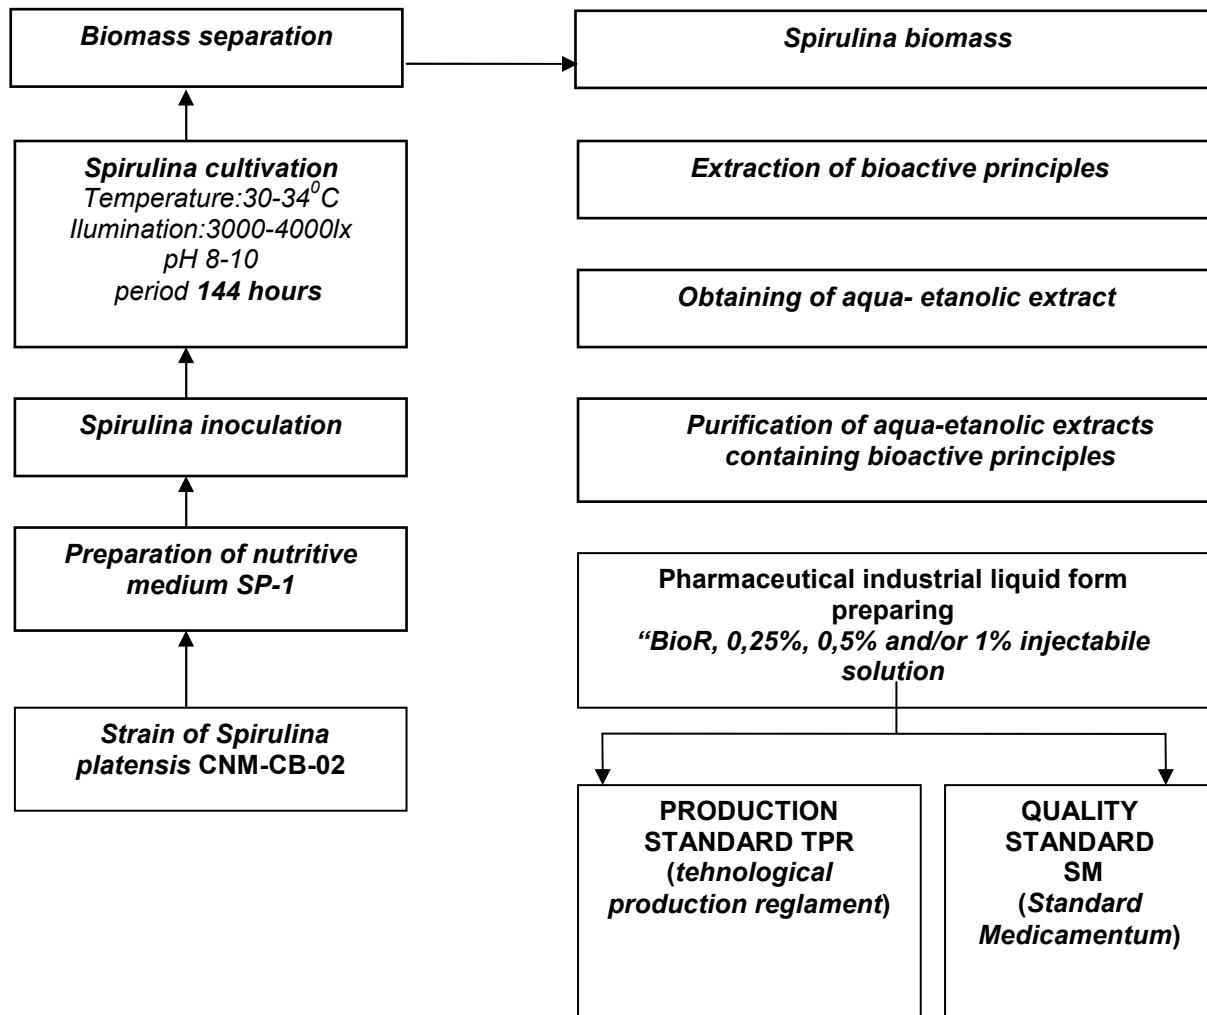 Biomass separation
Spirulina cultivation
Temperature:30-34⁰C
Ilumination:3000-4000lx
pH 8-10
period 144 hours
Spirulina inoculation
Preparation of nutritive
medium SP-1
Strain of Spirulina
platensis CNM-CB-02
Spirulina biomass
Extraction of bioactive principles
Obtaining of aqua- etanolic extract
Purification of aqua-etanolic extracts
containing bioactive principles
Pharmaceutical industrial liquid form
preparing
“BioR, 0,25%, 0,5% and/or 1% injectabile
solution
PRODUCTION
STANDARD TPR
(tehnological
production reglament)
QUALITY
STANDARD
SM
(Standard
Medicamentum)